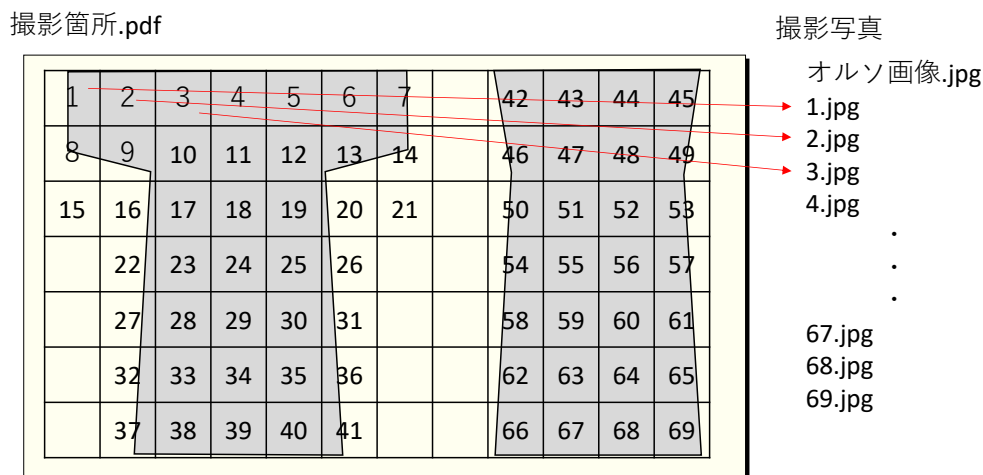 撮影箇所.pdf
1 2 3 4 5 6 7 42 43 44 45
8 9 10 11 12 13 14 46 47 48 49
15 16 17 18 19 20 21 50 51 52 53
22 23 24 25 26 54 55 56 57
27 28 29 30 31 58 59 60 61
32 33 34 35 36 62 63 64 65
37 38 39 40 41 66 67 68 69
撮影写真
オルソ画像.jpg
1.jpg
2.jpg
3.jpg
4.jpg
・
・
・
67.jpg
68.jpg
69.jpg